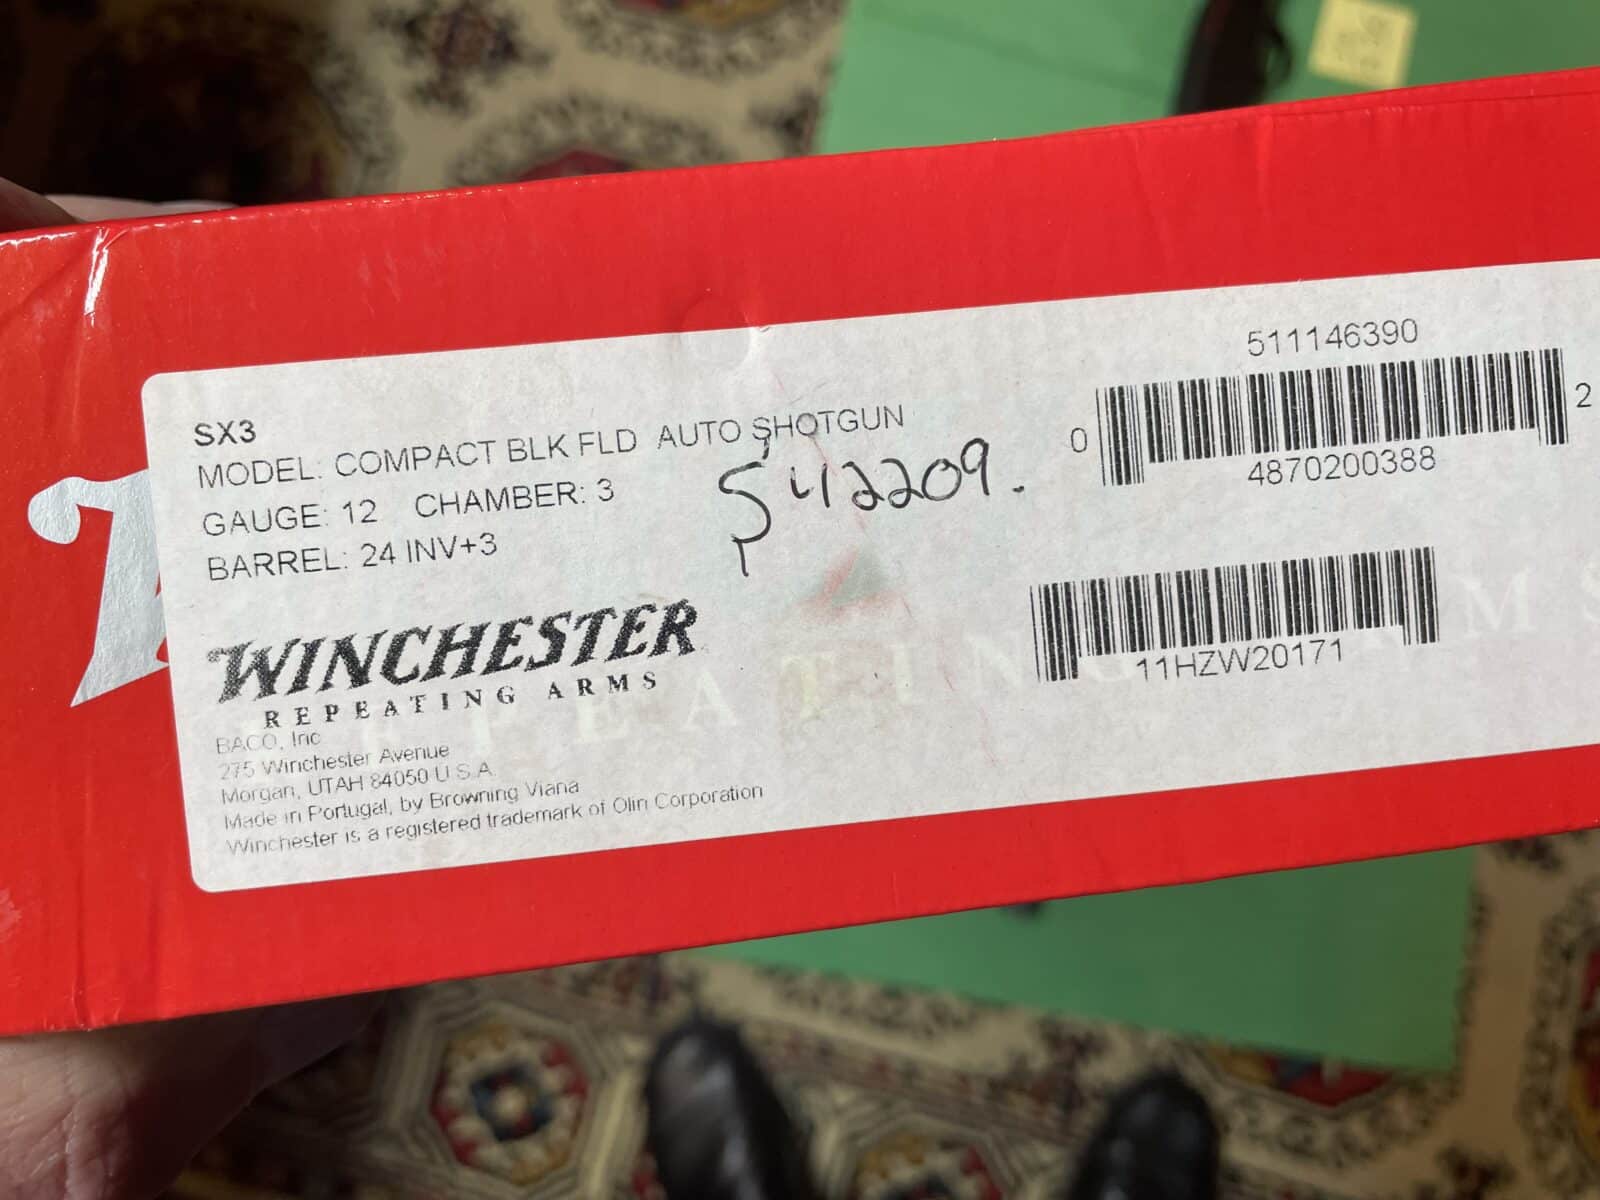 SX3
MODEL: COMPACT BLK FLD AUTO SHOTGUN
GAUGE: 12 CHAMBER: 3
BARREL: 24 INV+3
542209.
WINCHESTER
REPEATING ARMS
BACO, Inc
275 Winchester Avenue
Morgan, UTAH 84050 U.S.A
Made in Portugal, by Browning Viana
Winchester is a registered trademark of Olin Corporation
511146390
0 4870200388 2
11HZW20171